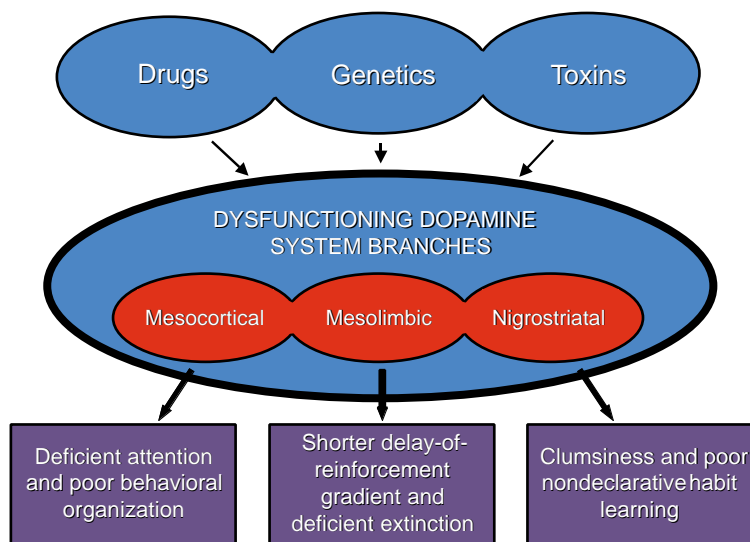 Drugs
Genetics
Toxins
DYSFUNCTIONING DOPAMINE
SYSTEM BRANCHES
Mesocortical
Mesolimbic
Nigrostriatal
Deficient attention
and poor behavioral
organization
Shorter delay-of-
reinforcement
gradient and
deficient extinction
Clumsiness and poor
nondeclarative habit
learning